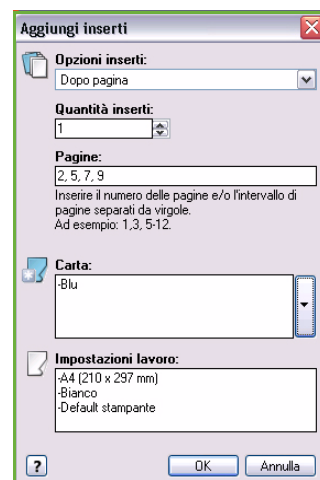 Aggiungi inserti
Opzioni inserti:
Dopo pagina
Quantità inserti:
1
Pagine:
2, 5, 7, 9
Inserire il numero delle pagine e/o l'intervallo di
pagine separati da virgole.
Ad esempio: 1,3, 5-12.
Carta:
-Blu
Impostazioni lavoro:
-A4 (210 x 297 mm)
-Bianco
-Default stampante
?
OK
Annulla